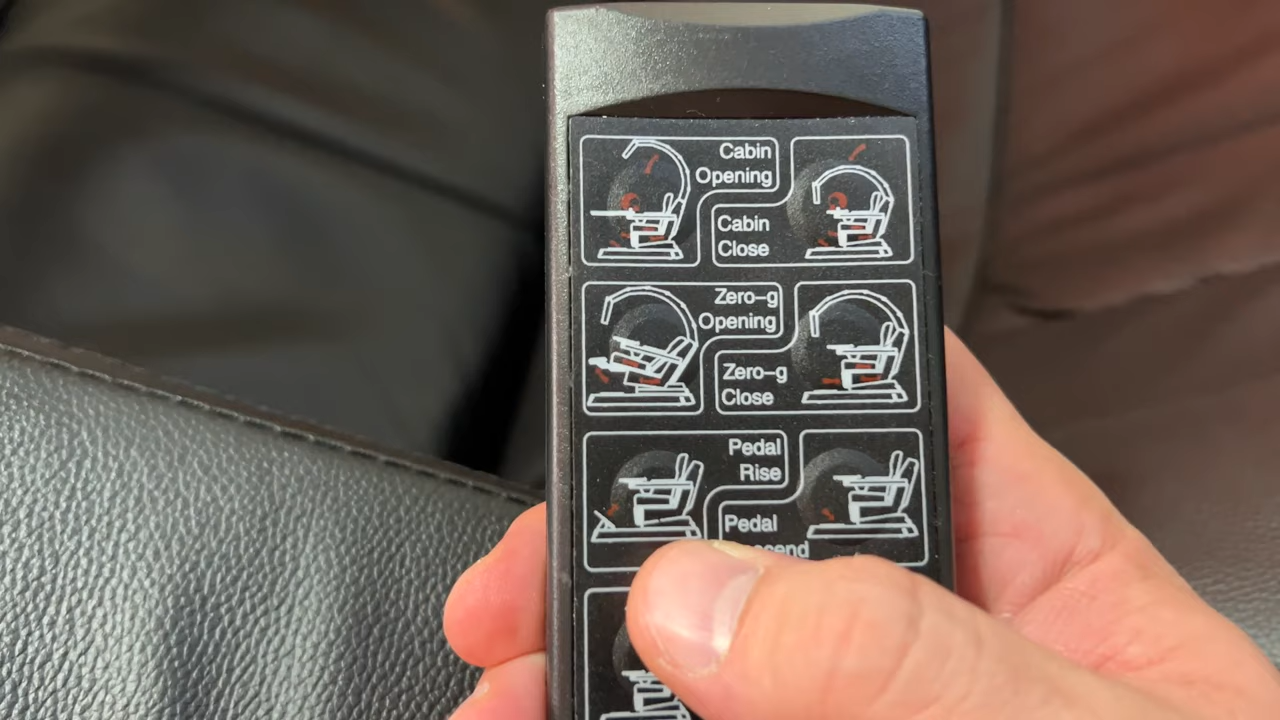 Cabin
Opening
Cabin
Close
Zero-g
Opening
Zero-g
Close
Pedal
Rise
Pedal